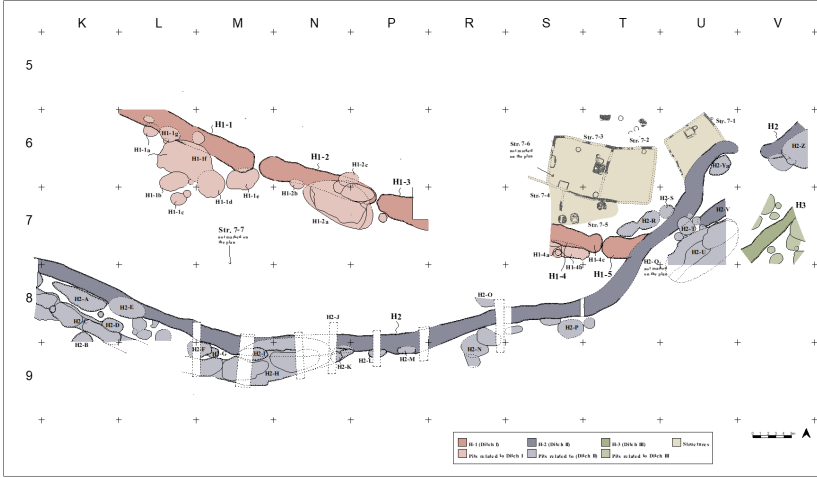 K L M N P R S T U V
5
6
7
8
9
H1-1
H1-1g
H1-1a
H1-1f
H1-1b
H1-1c
H1-1d
H1-1e
H1-2
H1-2c
H1-2b
H1-2a
H1-3
Str. 7-7
not marked on
the plan
Str. 7-6
not marked
on the plan
Str. 7-3
Str. 7-2
Str. 7-1
Str. 7-4
Str. 7-5
H2
H2-Z
H2-S
H2-R
H2-V
H2-U
H3
H1-4a
H1-4b
H1-4c
H1-4
H1-5
H2-Q
not marked
on the plan
H2-A
H2-E
H2-D
H2-B
H2-F
H2-G
H2-H
H2-J
H2-K
H2-L
H2
H2-M
H2-O
H2-N
H2-P
H-1 (Ditch I) H-2 (Ditch II) H-3 (Ditch III) Structures
Pits related to Ditch I Pits related to (Ditch II) Pits related to Ditch III